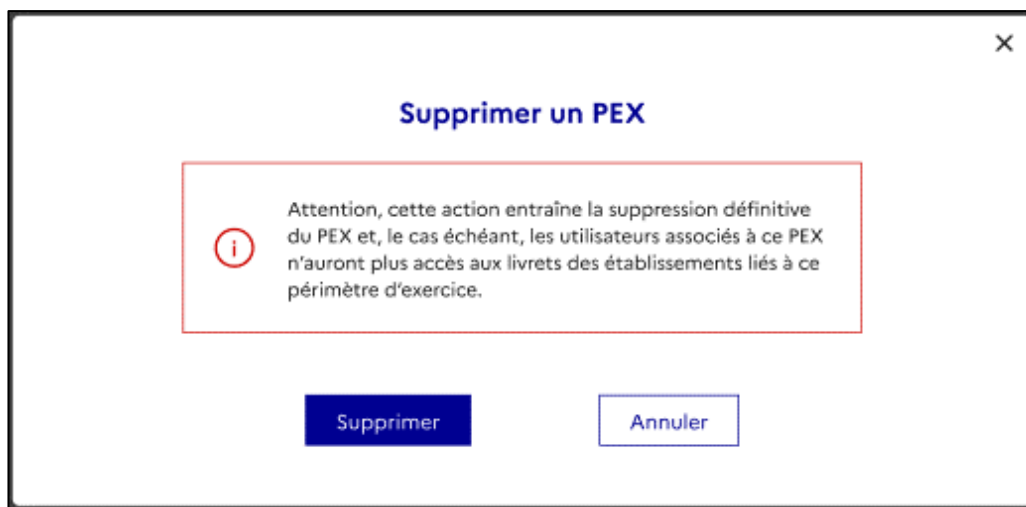 Supprimer un PEX
Attention, cette action entraîne la suppression définitive
du PEX et, le cas échéant, les utilisateurs associés à ce PEX
n'auront plus accès aux livrets des établissements liés à ce
périmètre d'exercice.
Supprimer
Annuler